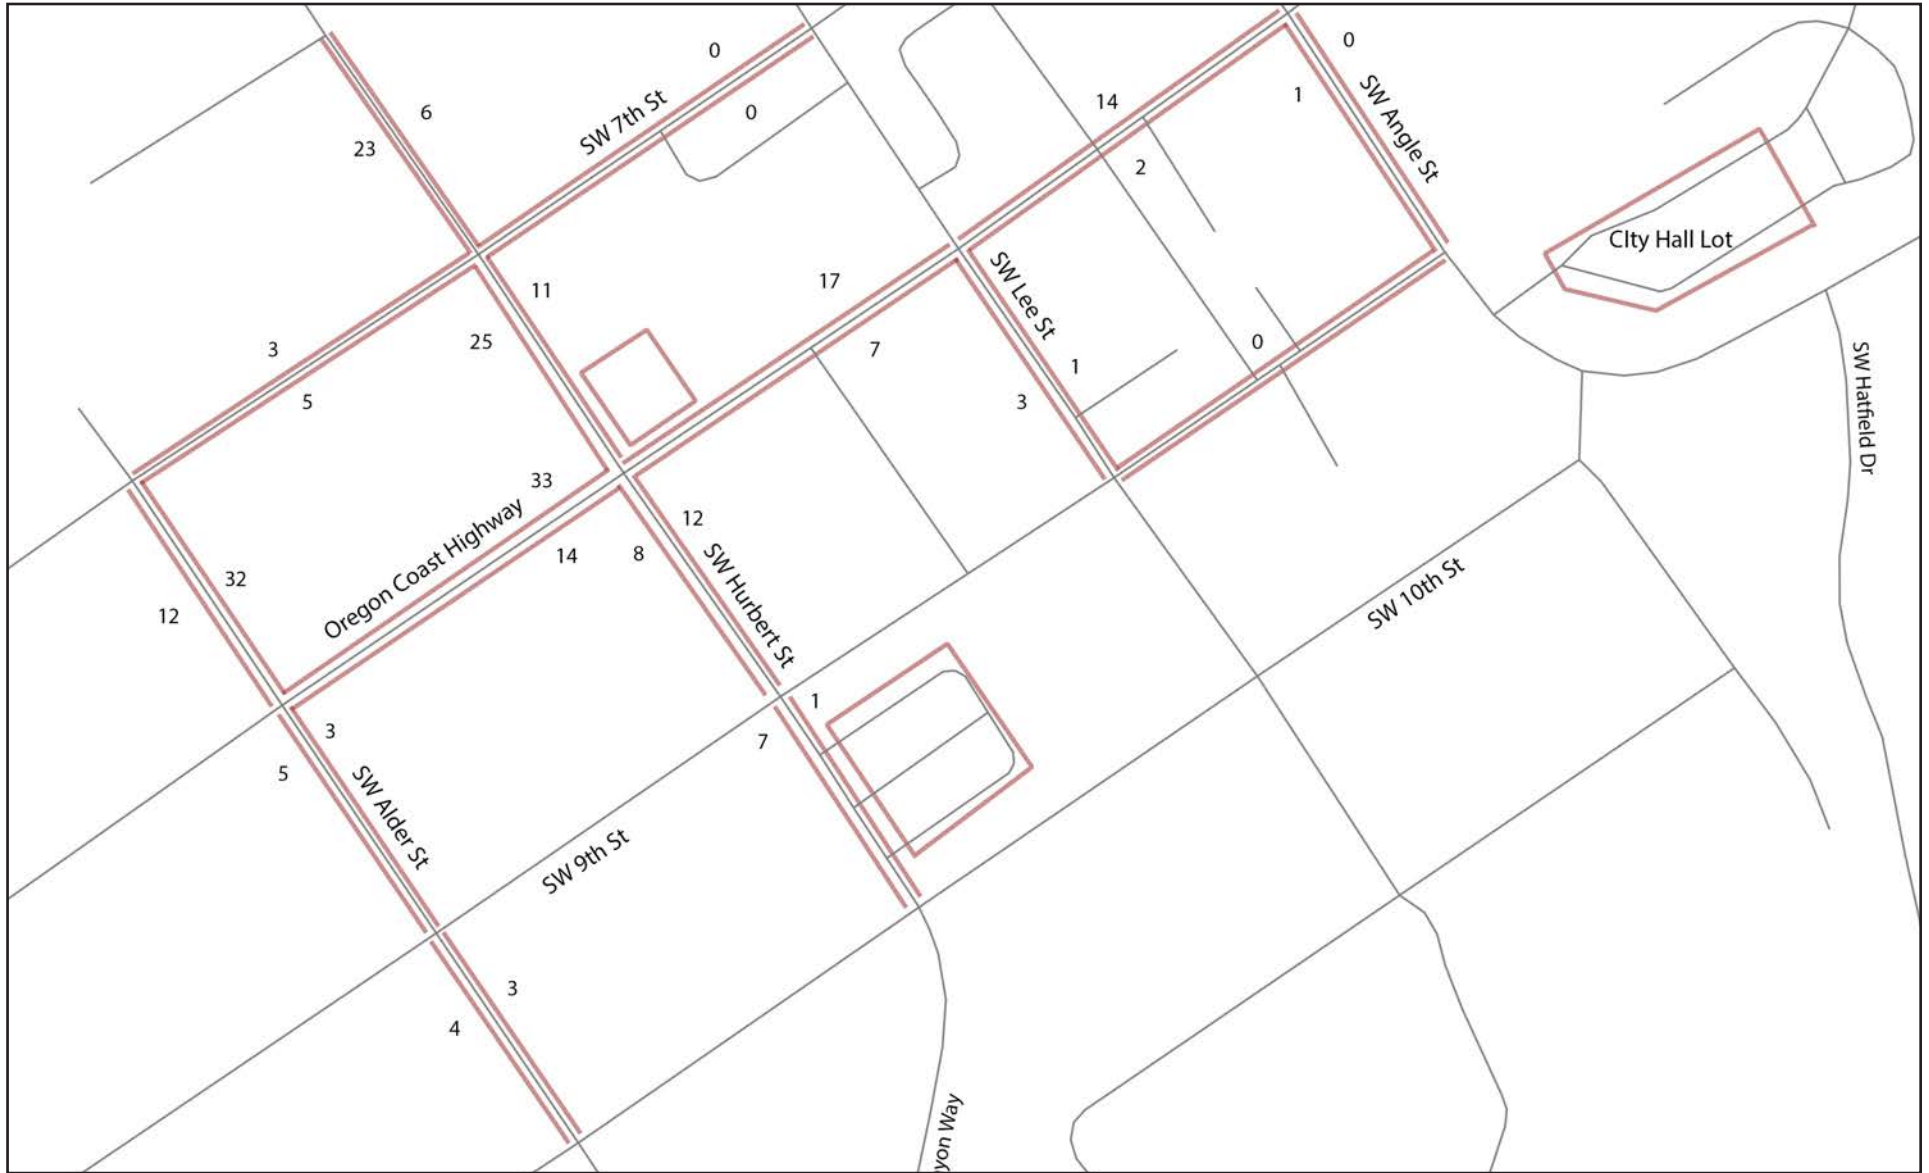 0
0
SW 7th St
6
23
14
2
0
1
SW Angle St
CIty Hall Lot
11
17
SW Lee St
3
25
7
0
1
3
5
SW Hatfield Dr
33
12
Oregon Coast Highway
14
8
32
12
SW Hurbert St
SW 10th St
1
7
3
5
SW Alder St
SW 9th St
3
4
yon Way